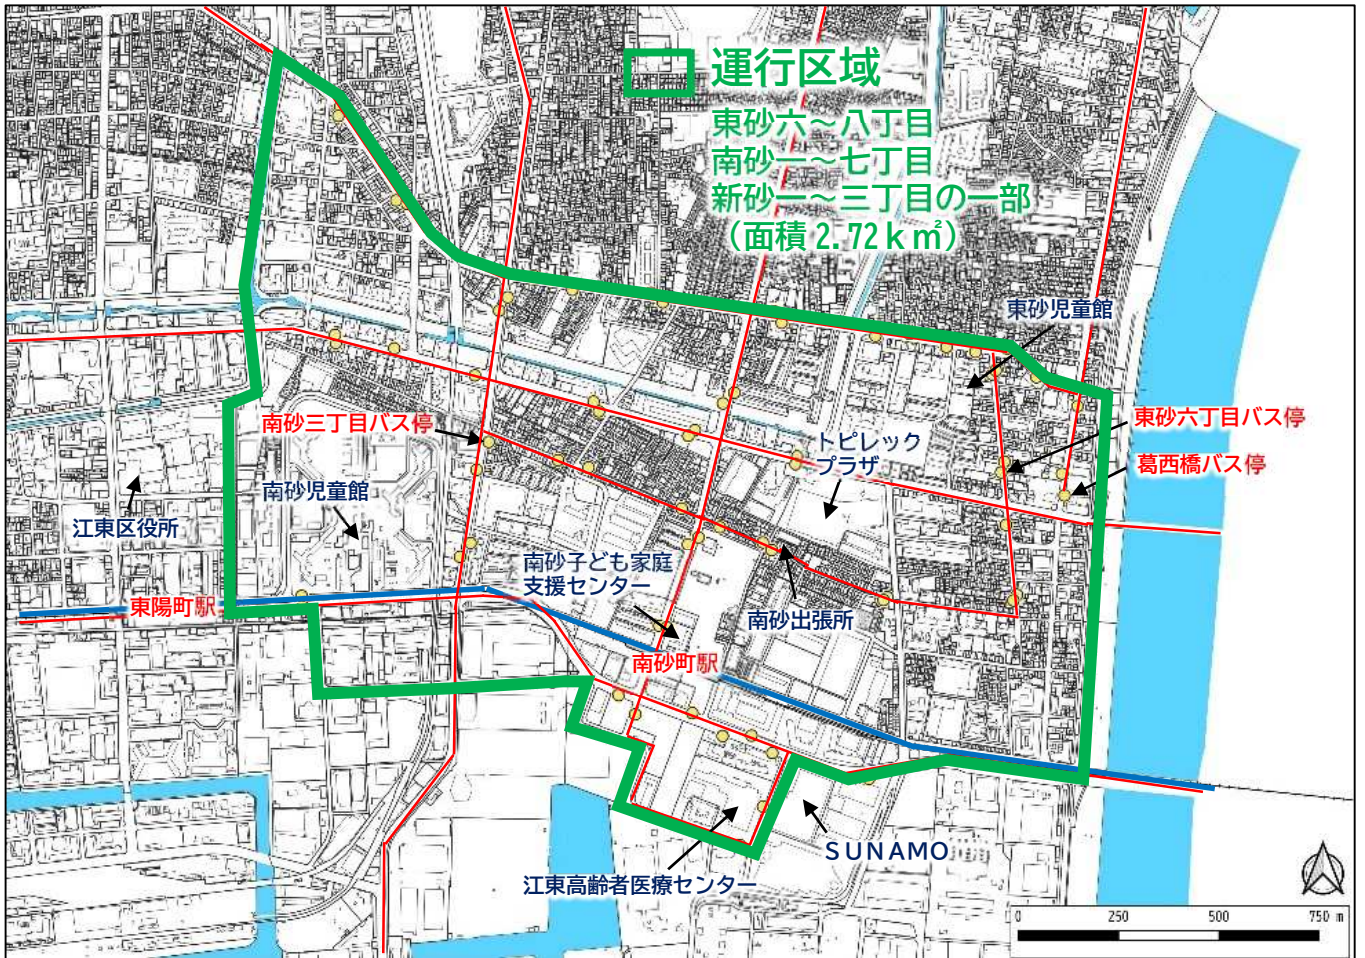 運行区域
東砂六～八丁目
南砂一～七丁目
新砂一～三丁目の一部
（面積 2.72ｋ㎡）
東砂児童館
南砂三丁目バス停
トピレック
プラザ
東砂六丁目バス停
葛西橋バス停
南砂児童館
江東区役所
南砂子ども家庭
支援センター
東陽町駅
南砂出張所
南砂町駅
ＳＵＮＡＭＯ
江東高齢者医療センター
0 250 500 750 m